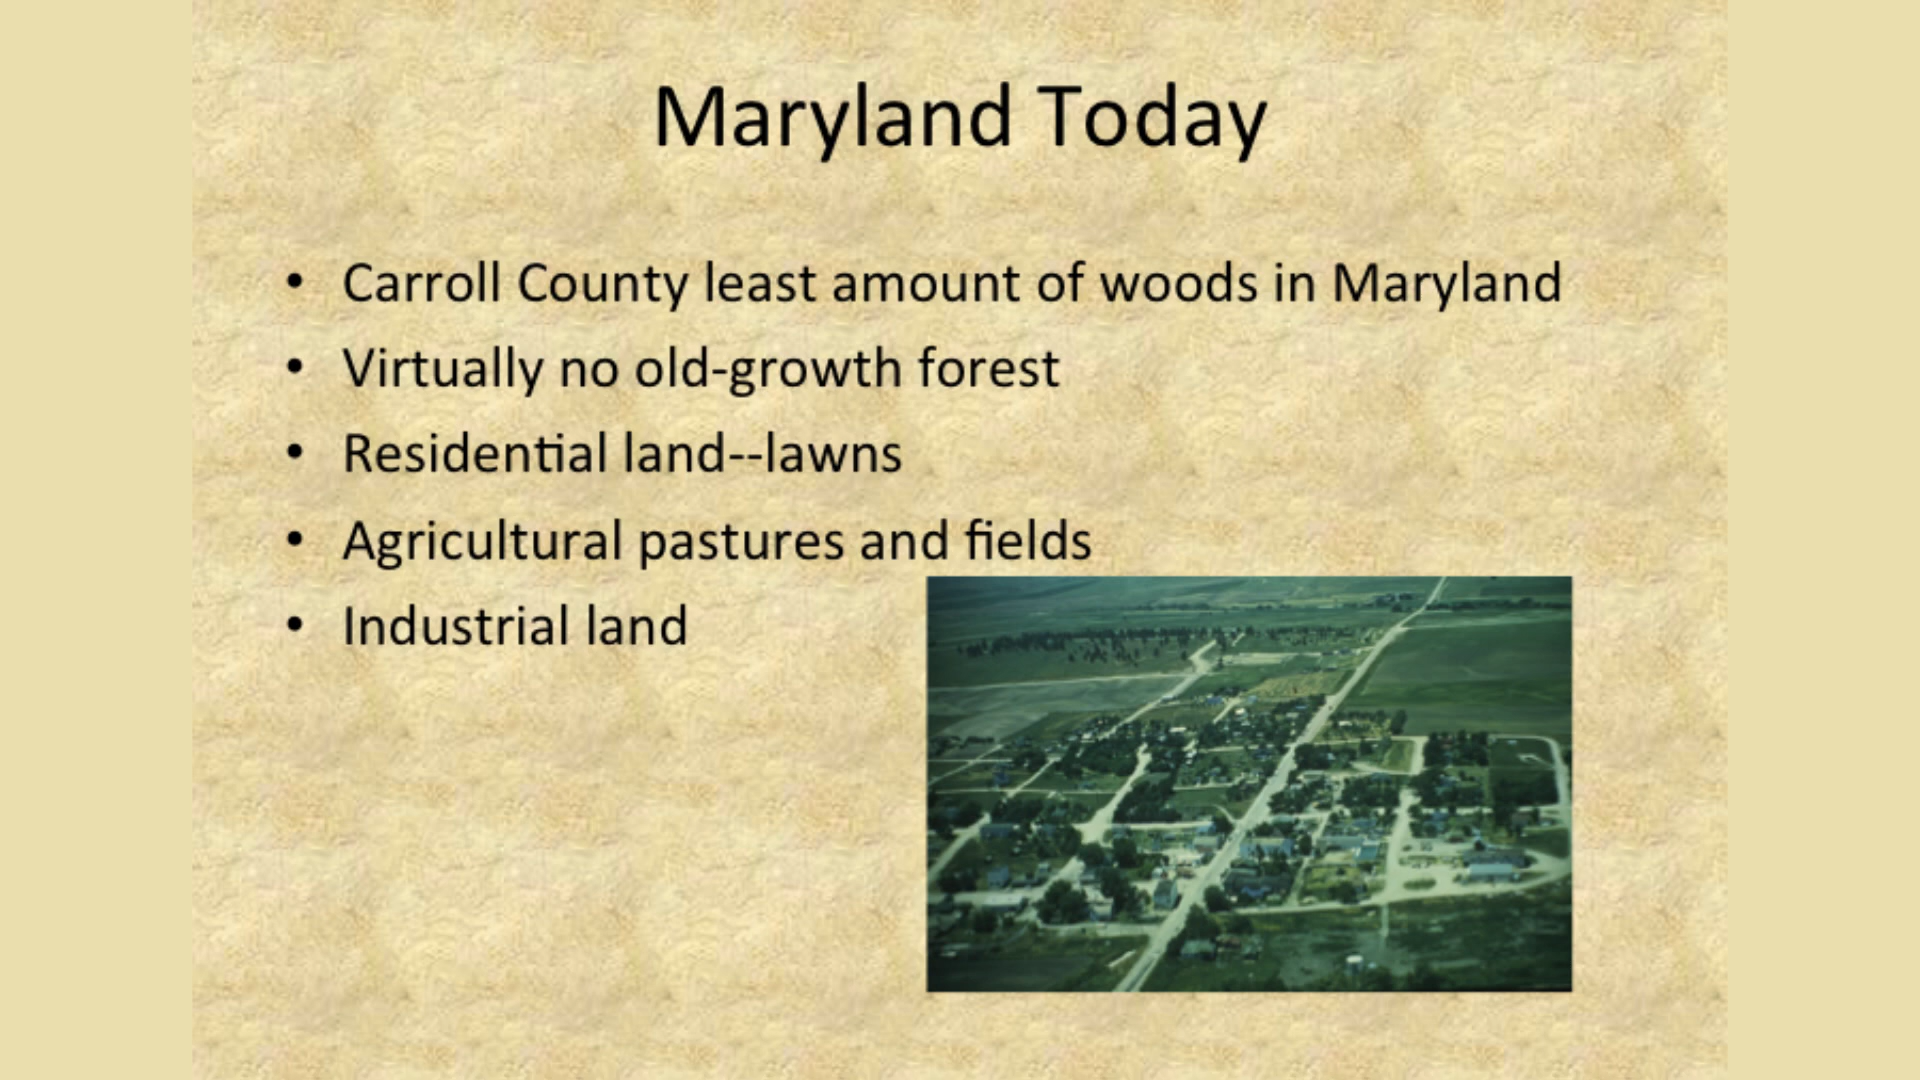 Maryland Today
• Carroll County least amount of woods in Maryland
• Virtually no old-growth forest
• Residential land--lawns
• Agricultural pastures and fields
• Industrial land